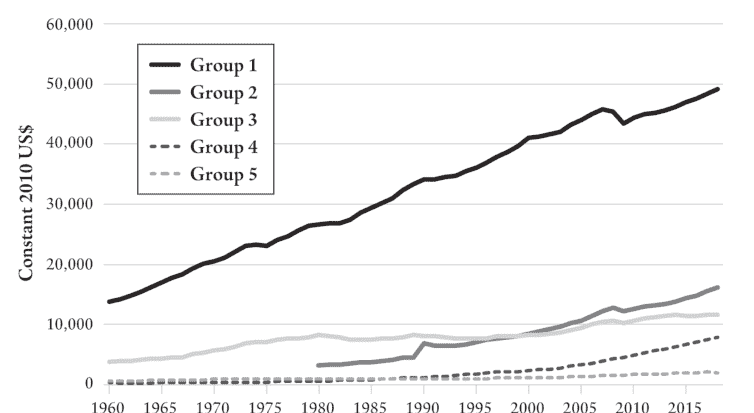 60,000
50,000
40,000
30,000
20,000
10,000
0
Constant 2010 US$
Group 1
Group 2
Group 3
Group 4
Group 5
1960 1965 1970 1975 1980 1985 1990 1995 2000 2005 2010 2015